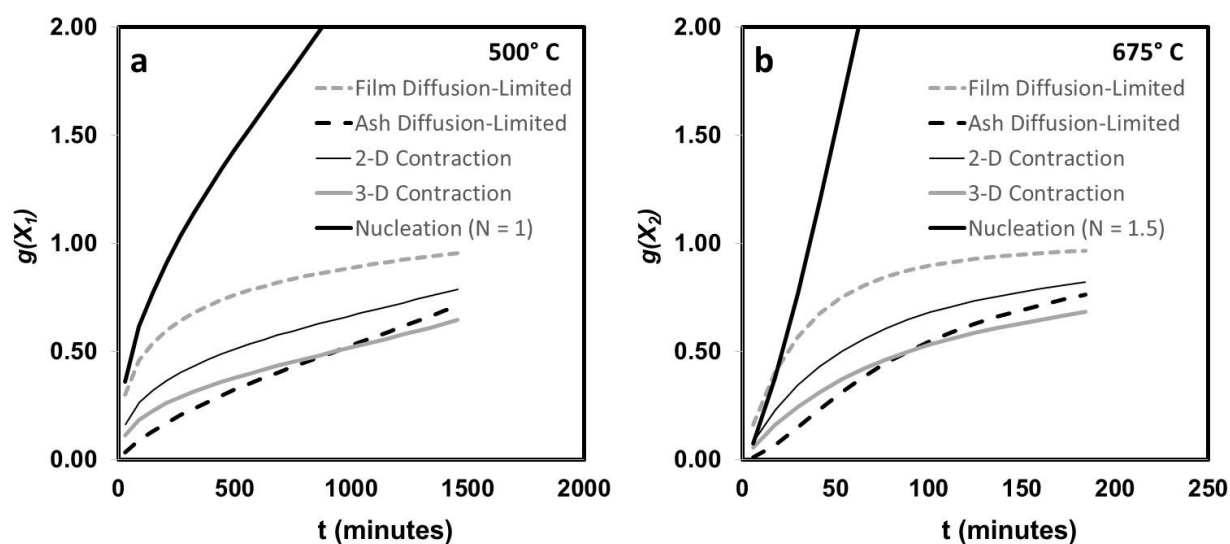 a
500° C
Film Diffusion-Limited
Ash Diffusion-Limited
2-D Contraction
3-D Contraction
Nucleation (N = 1)
g(X₁)
2.00
1.50
1.00
0.50
0.00
0 500 1000 1500 2000
t (minutes)
b
675° C
Film Diffusion-Limited
Ash Diffusion-Limited
2-D Contraction
3-D Contraction
Nucleation (N = 1.5)
g(X₂)
2.00
1.50
1.00
0.50
0.00
0 50 100 150 200 250
t (minutes)